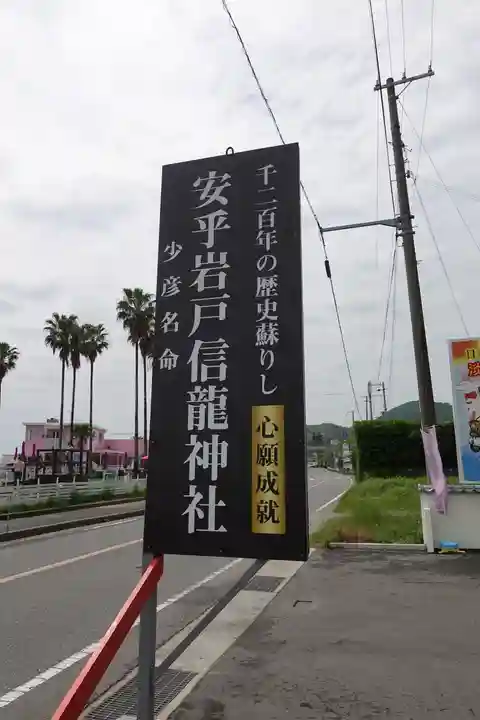 千二百年の歴史蘇りし
心願成就
安乎岩戸信龍神社
少彦名命